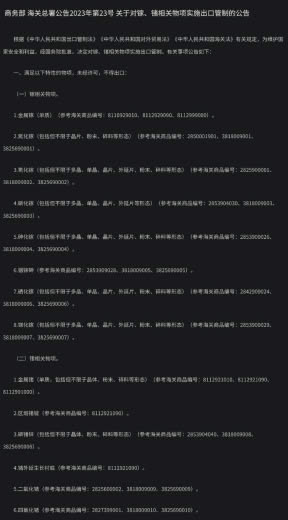 商务部 海关总署公告2023年第23号 关于对镓、锗相关物项实施出口管制的公告
根据《中华人民共和国出口管制法》《中华人民共和国对外贸易法》《中华人民共和国海关法》有关规定，为维护国
家安全和利益，经国务院批准，决定对镓、锗相关物项实施出口管制。有关事项公告如下：
一、满足以下特性的物项，未经许可，不得出口：
（一）镓相关物项。
1.金属镓（单质）（参考海关商品编号：8110929010、8112929090、8112999000）。
2.氮化镓（包括但不限于晶片、粉末、碎料等形态）（参考海关商品编号：2850001901、3818009001、
3825690001）。
3.氧化镓（包括但不限于多晶、单晶、晶片、外延片、粉末、碎料等形态）（参考海关商品编号：2825909001、
3818009002、3825690002）。
4.磷化镓（包括但不限于多晶、单晶、晶片、外延片等形态）（参考海关商品编号：2853904030、3818009003、
3825690003）。
5.砷化镓（包括但不限于多晶、单晶、晶片、外延片、粉末、碎料等形态）（参考海关商品编号：2853909026、
3818009004、3825690004）。
6.铟镓砷（参考海关商品编号：2853909028、3818009005、3825690005）。
7.硒化镓（包括但不限于多晶、单晶、晶片、外延片、粉末、碎料等形态）（参考海关商品编号：2842909024、
3818009006、3825690006）。
8.锑化镓（包括但不限于多晶、单晶、晶片、外延片、粉末、碎料等形态）（参考海关商品编号：2853909029、
3818009007、3825690007）。
（二）锗相关物项。
1.金属锗（单质，包括但不限于晶体、粉末、碎料等形态）（参考海关商品编号：8112921010、8112921090、
8112991000）。
2.区熔锗锭（参考海关商品编号：8112921090）。
3.磷锗锌（包括但不限于晶体、粉末、碎料等形态）（参考海关商品编号：2853904040、3818009008、
3825690008）。
4.锗外延生长衬底（参考海关商品编号：8112921090）。
5.二氧化锗（参考海关商品编号：2825600002、3818009009、3825690009）。
6.四氯化锗（参考海关商品编号：2827399001、3818009010、3825690010）。